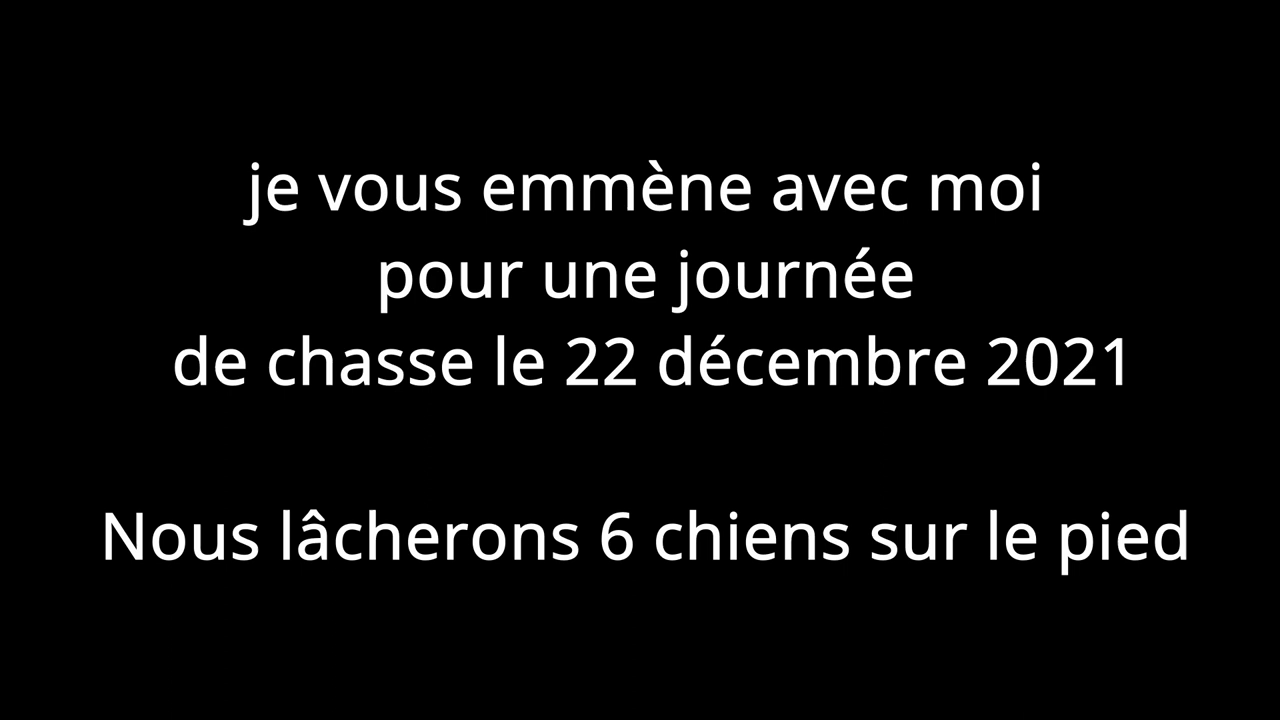 je vous emmène avec moi
pour une journée
de chasse le 22 décembre 2021
Nous lâcherons 6 chiens sur le pied